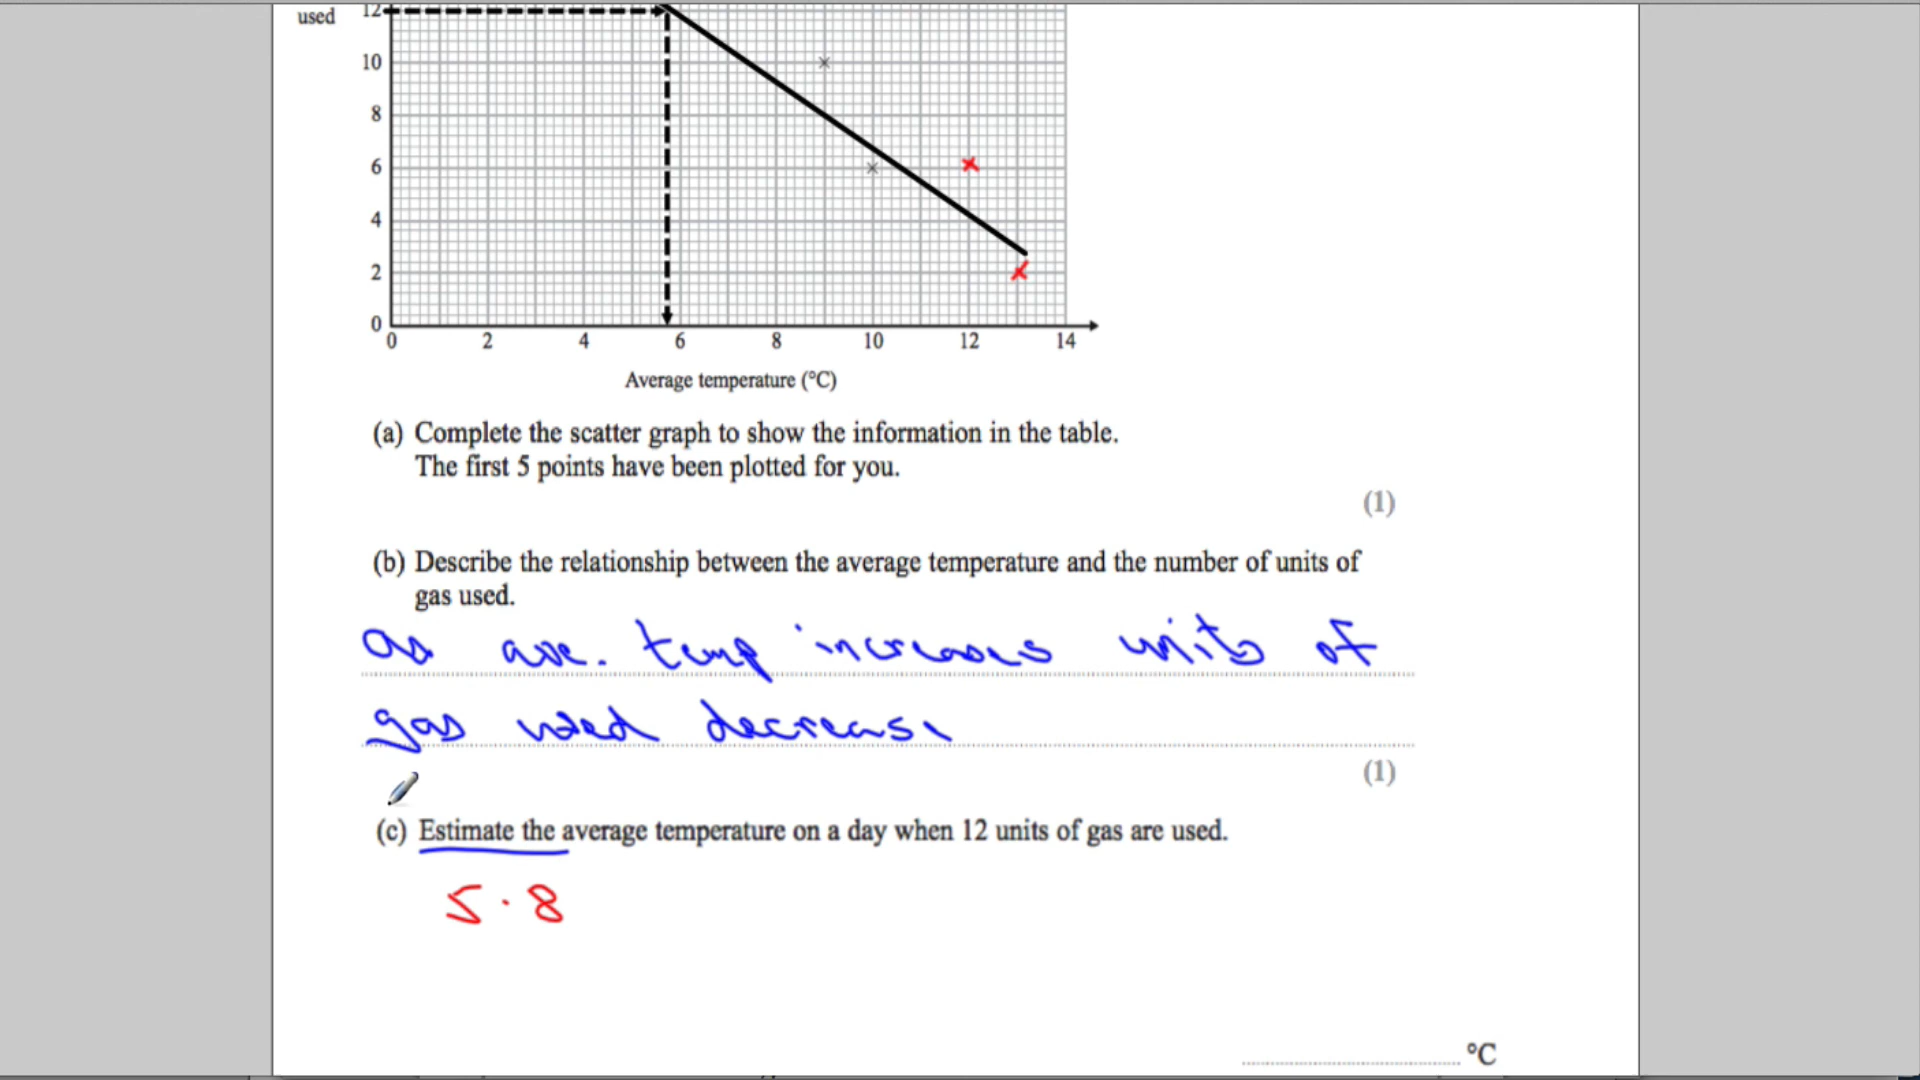 used
12
10
8
6
4
2
0
0 2 4 6 8 10 12 14
Average temperature (°C)
(a) Complete the scatter graph to show the information in the table.
The first 5 points have been plotted for you.
(1)
(b) Describe the relationship between the average temperature and the number of units of
gas used.
as ave. temp increases units of
gas used decrease
(1)
(c) Estimate the average temperature on a day when 12 units of gas are used.
5.8
°C